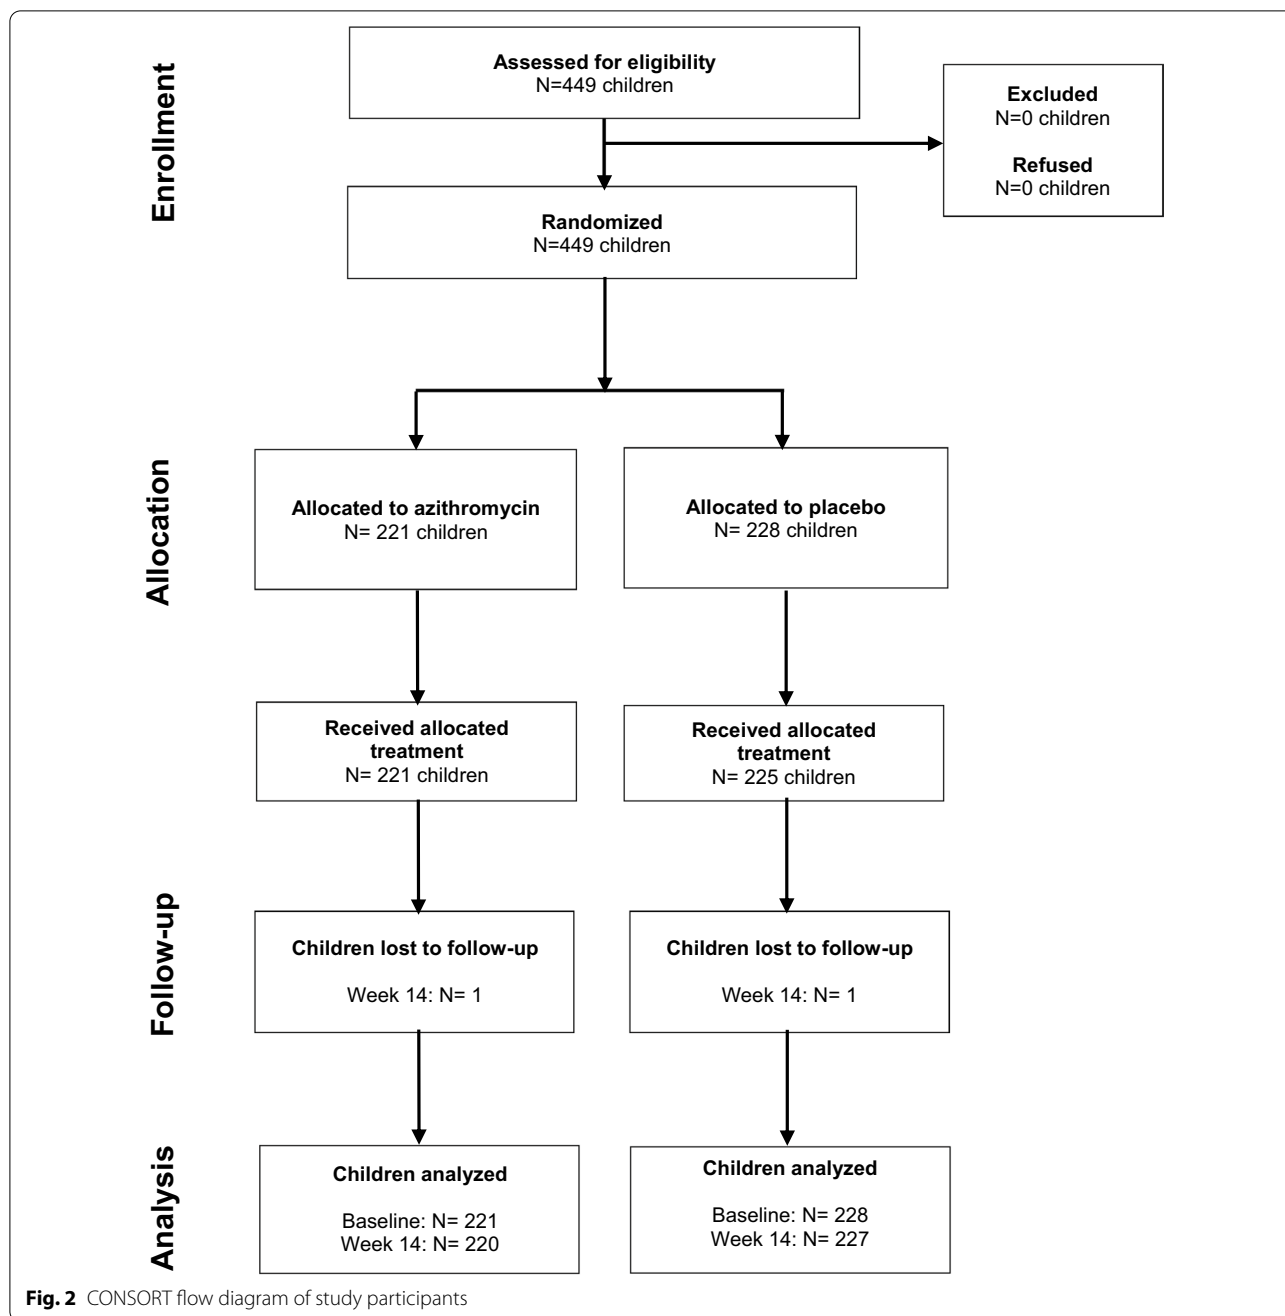 Enrollment
Assessed for eligibility
N=449 children
Excluded
N=0 children
Refused
N=0 children
Randomized
N=449 children
Allocation
Allocated to azithromycin
N= 221 children
Allocated to placebo
N= 228 children
Received allocated
treatment
N= 221 children
Received allocated
treatment
N= 225 children
Follow-up
Children lost to follow-up
Week 14: N= 1
Children lost to follow-up
Week 14: N= 1
Analysis
Children analyzed
Baseline: N= 221
Week 14: N= 220
Children analyzed
Baseline: N= 228
Week 14: N= 227
Fig. 2 CONSORT flow diagram of study participants